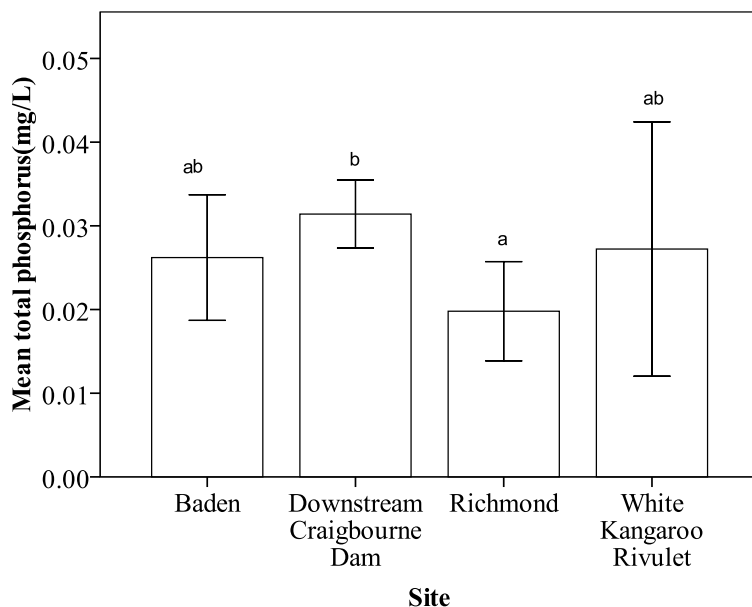 Mean total phosphorus(mg/L)
0.05
0.04
0.03
0.02
0.01
0.00
ab
b
a
ab
Baden
Downstream
Craigbourne
Dam
Richmond
White
Kangaroo
Rivulet
Site